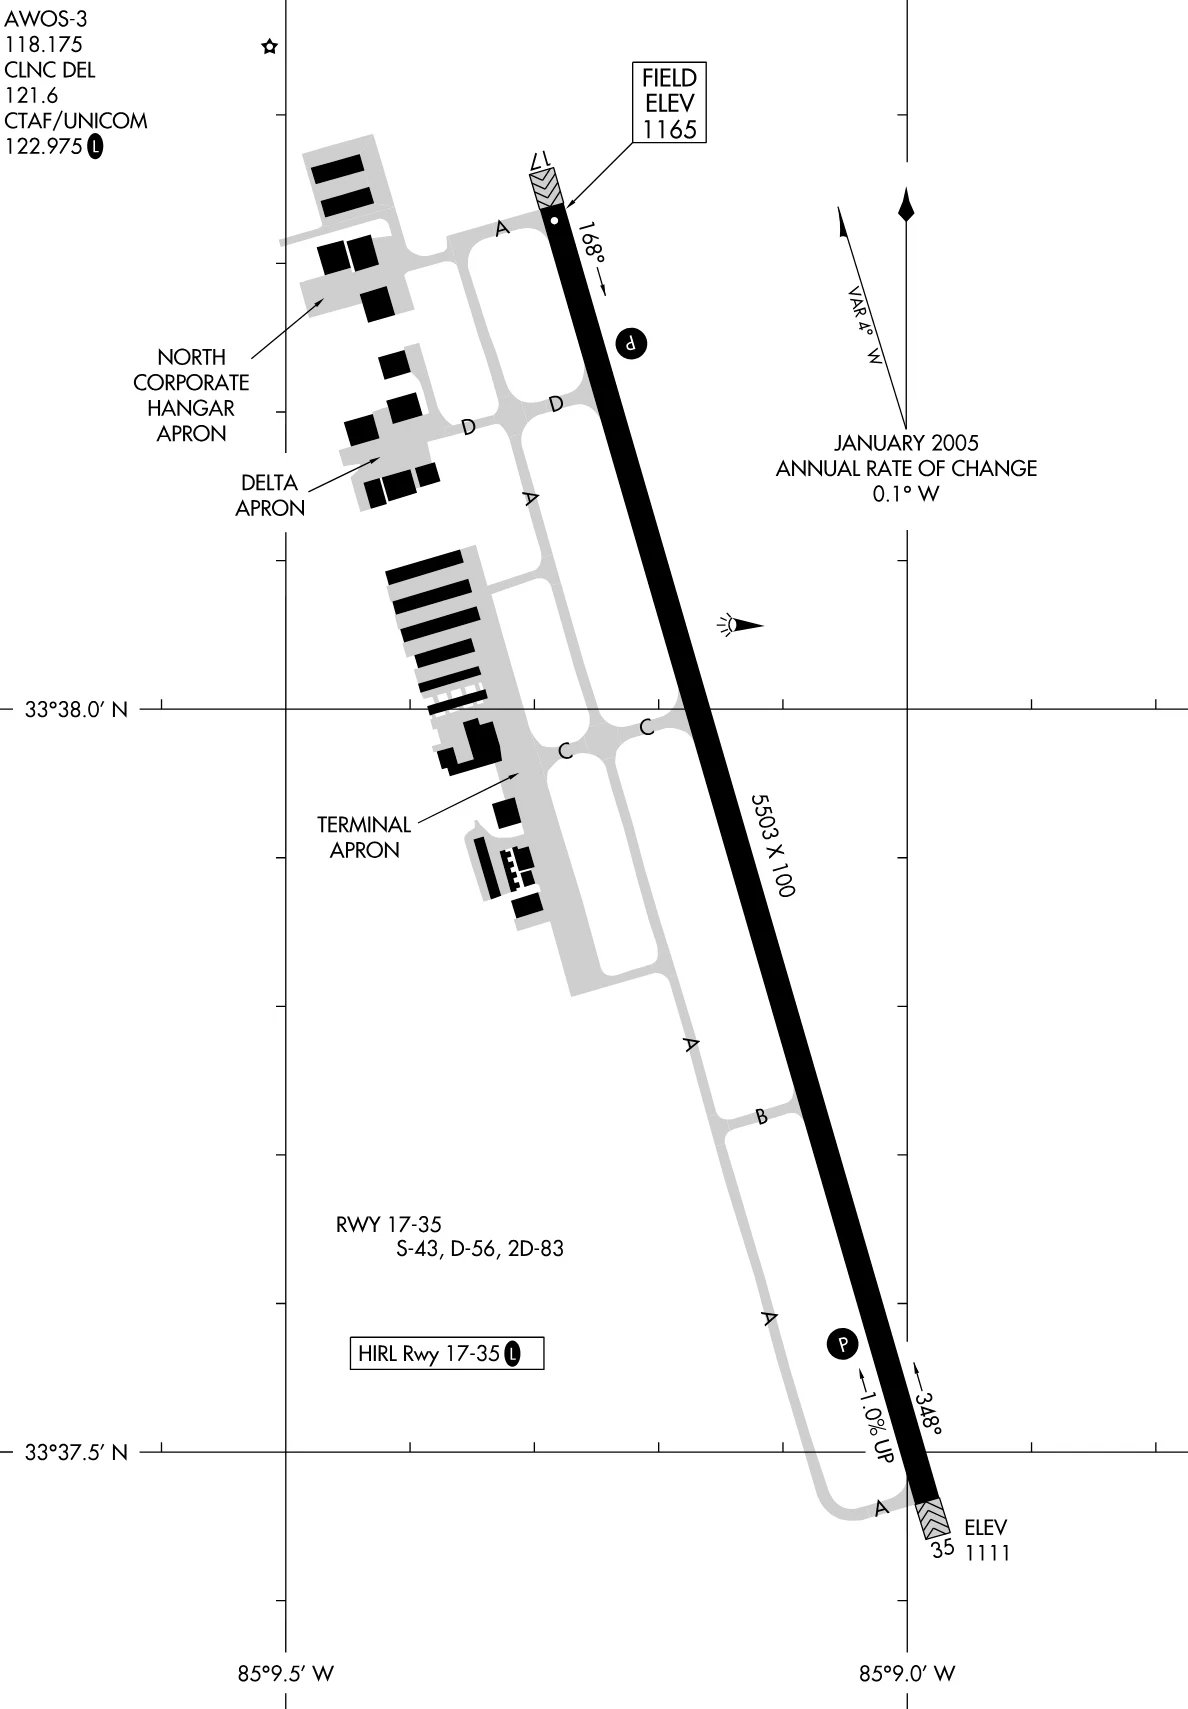 AWOS-3
118.175
CLNC DEL
121.6
CTAF/UNICOM
122.975 L
FIELD
ELEV
1165
17
A
168°
P
VAR 4° W
JANUARY 2005
ANNUAL RATE OF CHANGE
0.1° W
NORTH
CORPORATE
HANGAR
APRON
D
D
DELTA
APRON
A
33°38.0' N
C
C
TERMINAL
APRON
5503 X 100
A
B
RWY 17-35
S-43, D-56, 2D-83
A
HIRL Rwy 17-35 L
P
1.0% UP
348°
33°37.5' N
A
35
ELEV
1111
85°9.5' W
85°9.0' W